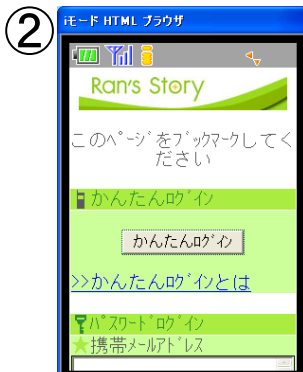 ②
iモード HTML ブラウザ
Ran's Story
このﾍﾟｰｼﾞをﾌﾞｯｸﾏｰｸしてく
ださい
かんたんﾛｸﾞｲﾝ
かんたんﾛｸﾞｲﾝ
>>かんたんﾛｸﾞｲﾝとは
ﾊﾟｽﾜｰﾄﾞﾛｸﾞｲﾝ
★携帯ﾒｰﾙｱﾄﾞﾚｽ